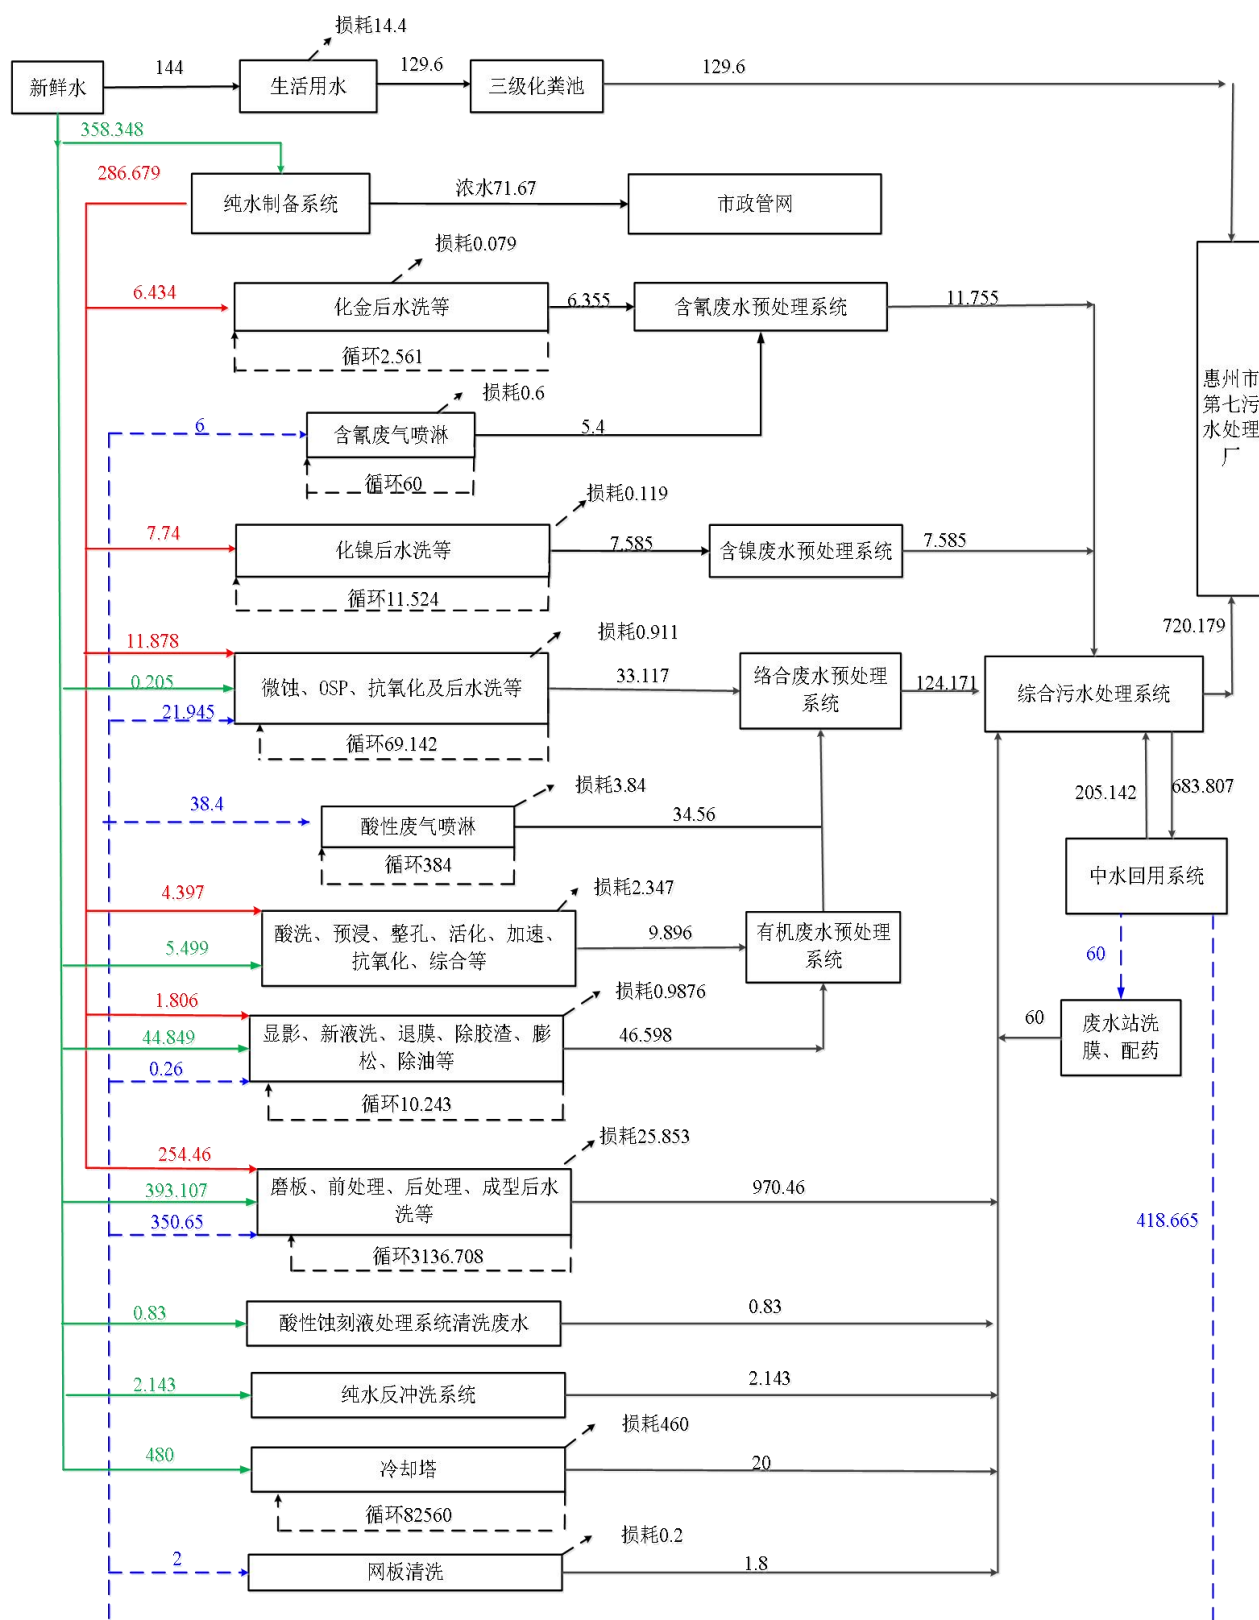 损耗14.4
新鲜水
144
生活用水
129.6
三级化粪池
129.6
358.348
286.679
纯水制备系统
浓水71.67
市政管网
损耗0.079
6.434
化金后水洗等
6.355
含氰废水预处理系统
11.755
循环2.561
损耗0.6
6
含氰废气喷淋
5.4
循环60
惠州市
第七污
水处理
厂
损耗0.119
7.74
化镍后水洗等
7.585
含镍废水预处理系统
7.585
循环11.524
损耗0.911
11.878
0.205
21.945
微蚀、OSP、抗氧化及后水洗等
33.117
络合废水预处理
系统
124.171
综合污水处理系统
720.179
循环69.142
损耗3.84
38.4
酸性废气喷淋
34.56
循环384
205.142
683.807
中水回用系统
损耗2.347
4.397
5.499
酸洗、预浸、整孔、活化、加速、
抗氧化、综合等
9.896
有机废水预处理
系统
60
损耗0.9876
1.806
44.849
0.26
显影、新液洗、退膜、除胶渣、膨
松、除油等
46.598
60
废水站洗
膜、配药
循环10.243
损耗25.853
254.46
393.107
350.65
磨板、前处理、后处理、成型后水
洗等
970.46
418.665
循环3136.708
0.83
酸性蚀刻液处理系统清洗废水
0.83
2.143
纯水反冲洗系统
2.143
损耗460
480
冷却塔
20
循环82560
损耗0.2
2
网板清洗
1.8